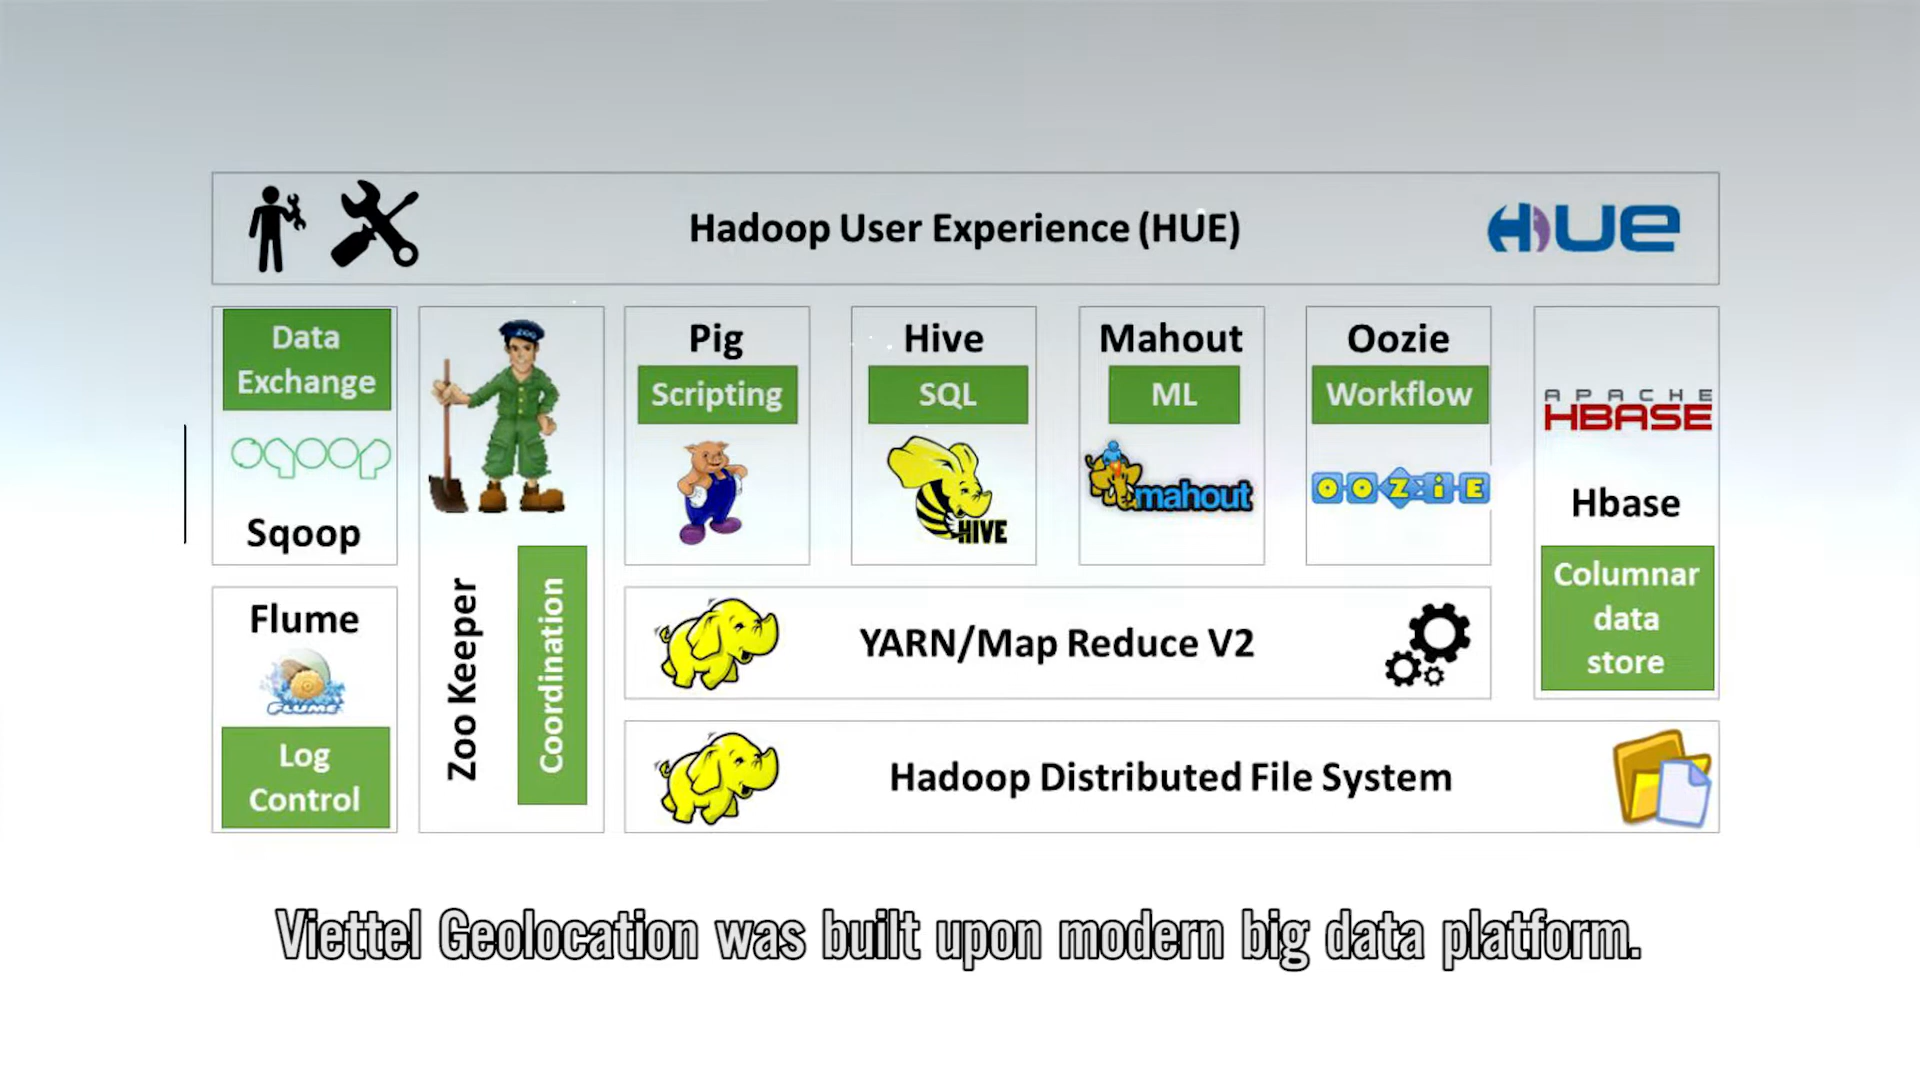 Hadoop User Experience (HUE)
HUE
Data
Exchange
sqoop
Sqoop
ZOO
Zoo Keeper
Coordination
Pig
Scripting
Hive
SQL
HIVE
Mahout
ML
mahout
Oozie
Workflow
OOZIE
APACHE
HBASE
Hbase
Columnar
data
store
Flume
FLUME
Log
Control
YARN/Map Reduce V2
Hadoop Distributed File System
Viettel Geolocation was built upon modern big data platform.